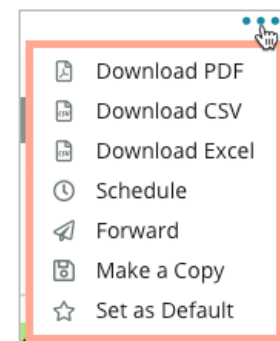 Download PDF
Download CSV
Download Excel
Schedule
Forward
Make a Copy
Set as Default